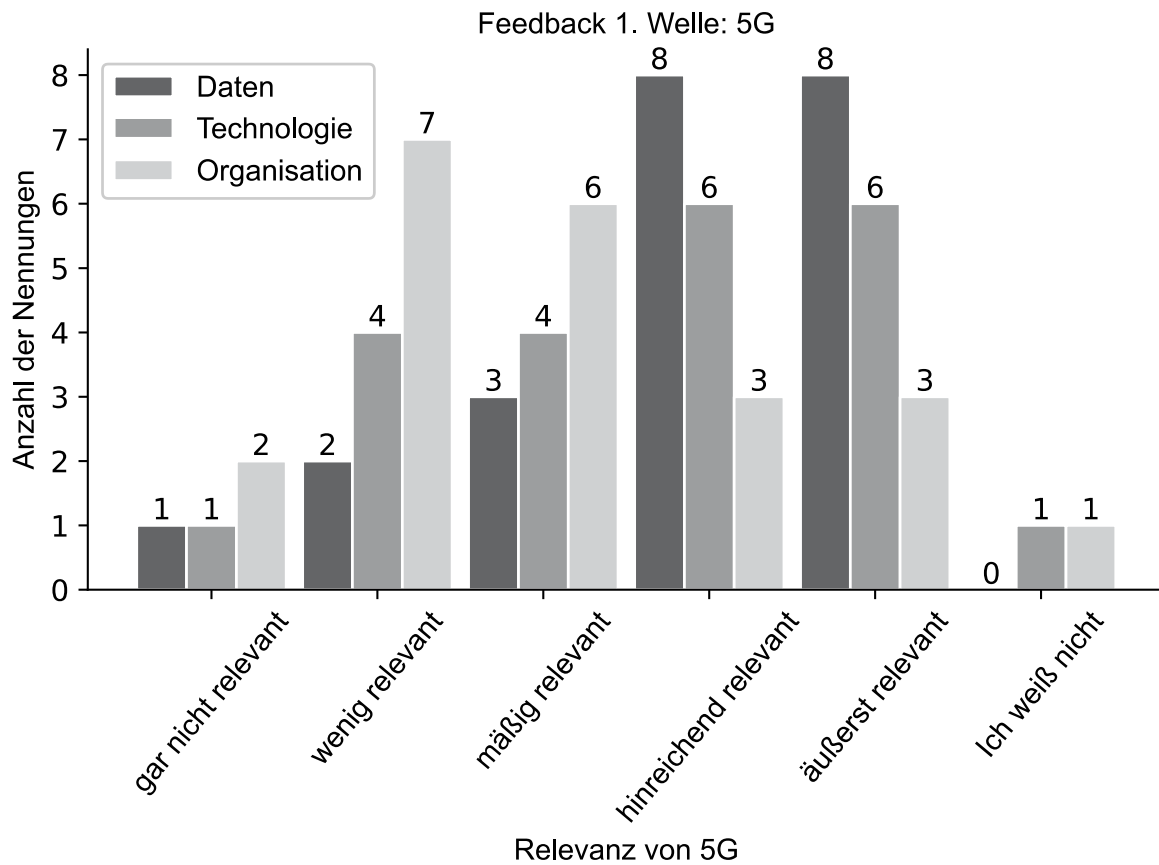 Feedback 1. Welle: 5G
Daten
Technologie
Organisation
Anzahl der Nennungen
8
7
6
5
4
3
2
1
0
1 1 2
2 4 7
3 4 6
8 6 3
8 6 3
0 1 1
gar nicht relevant
wenig relevant
mäßig relevant
hinreichend relevant
äußerst relevant
Ich weiß nicht
Relevanz von 5G